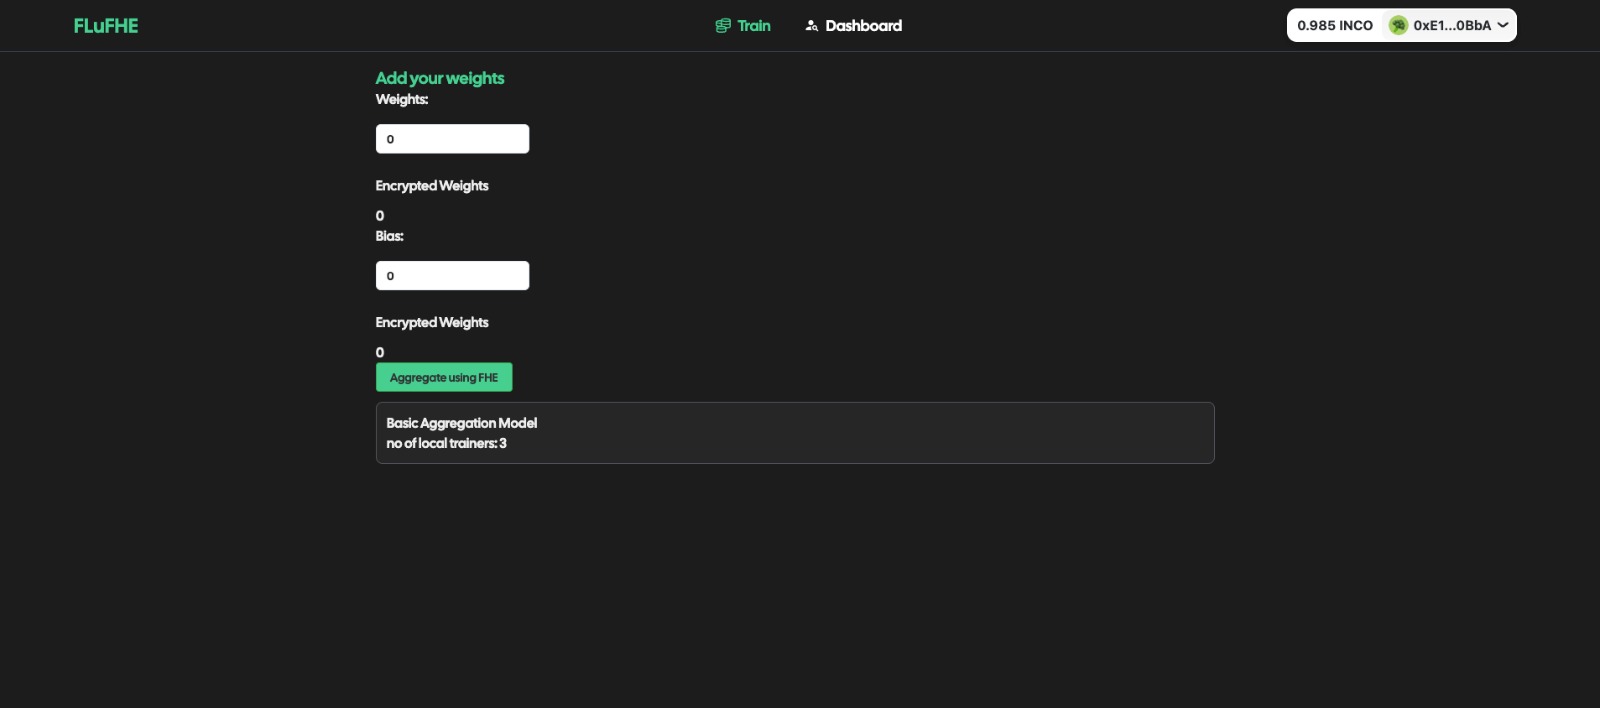 FLuFHE
Train
Dashboard
0.985 INCO
0xE1...0BbA
Add your weights
Weights:
0
Encrypted Weights
0
Bias:
0
Encrypted Weights
0
Aggregate using FHE
Basic Aggregation Model
no of local trainers: 3